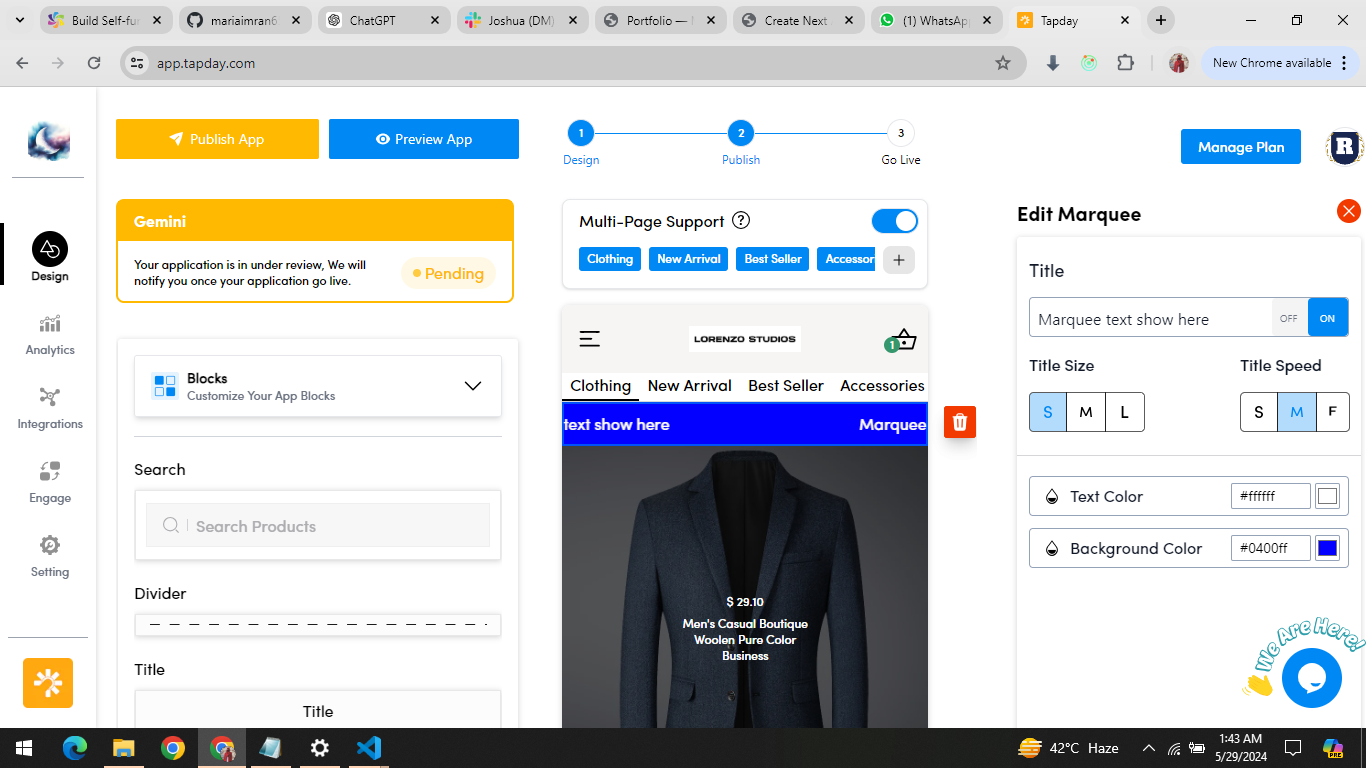 Build Self-fur
mariaimran6
ChatGPT
Joshua (DM)
Portfolio —
Create Next
(1) WhatsAp
Tapday
app.tapday.com
New Chrome available
Publish App
Preview App
1
2
3
Design
Publish
Go Live
Manage Plan
R
Gemini
Your application is in under review, We will
notify you once your application go live.
Pending
Multi-Page Support
?
Clothing
New Arrival
Best Seller
Accessor
+
Edit Marquee
Title
Marquee text show here
OFF
ON
Title Size
Title Speed
S
M
L
S
M
F
Text Color
#ffffff
Background Color
#0400ff
Design
Analytics
Integrations
Engage
Setting
Blocks
Customize Your App Blocks
Search
Search Products
Divider
Title
Title
LORENZO STUDIOS
1
Clothing
New Arrival
Best Seller
Accessories
text show here
Marquee
$ 29.10
Men's Casual Boutique
Woolen Pure Color
Business
We Are Here!
42°C Haze
1:43 AM
5/29/2024
PRE